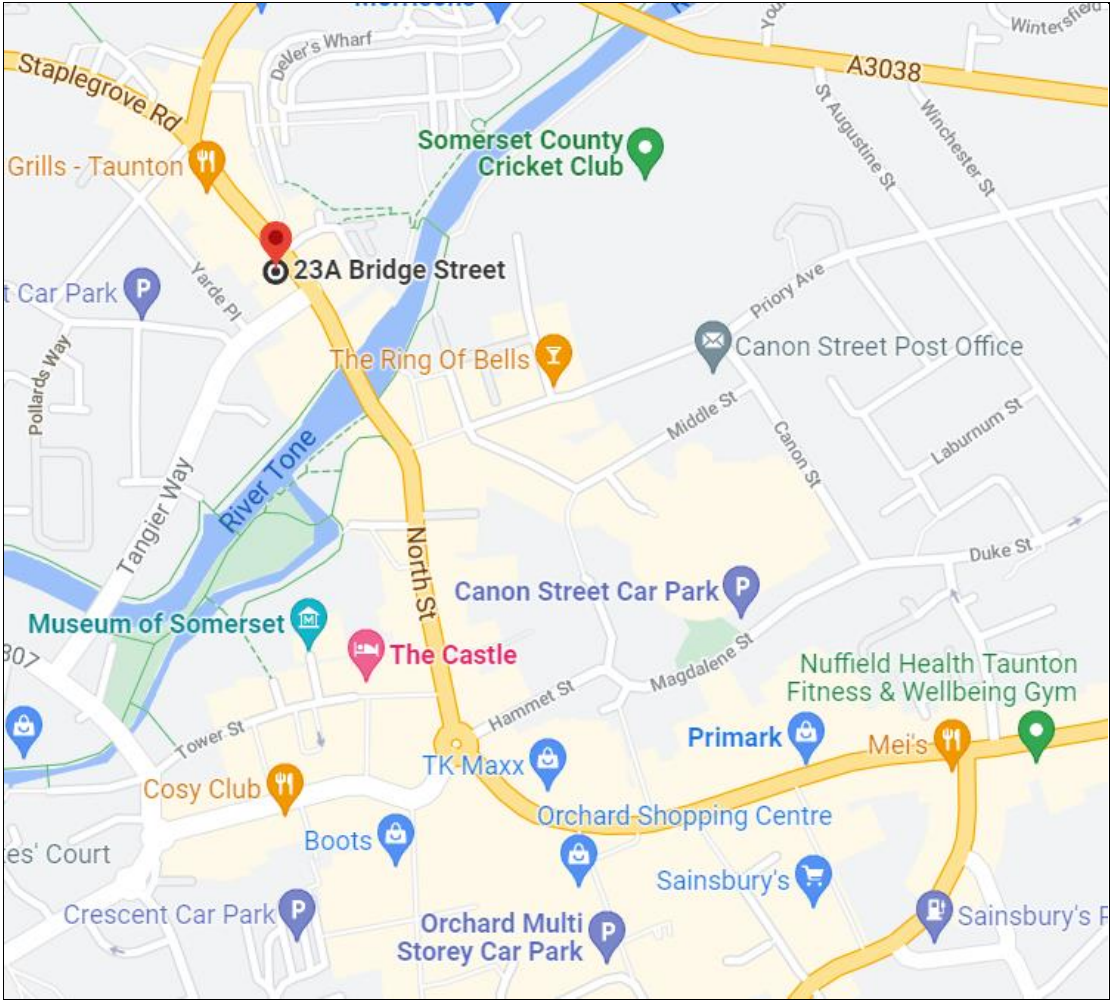 Morrisons
Wintersfield
DeVer's Wharf
A3038
Staplegrove Rd
St Augustine St
Winchester St
Somerset County
Cricket Club
Grills - Taunton
23A Bridge Street
Yarde Pl
t Car Park
Priory Ave
Pollards Way
The Ring Of Bells
Canon Street Post Office
Middle St
Laburnum St
Canon St
River Tone
Tangier Way
North St
Duke St
Canon Street Car Park
Museum of Somerset
The Castle
807
Magdalene St
Nuffield Health Taunton
Fitness & Wellbeing Gym
Hammet St
Tower St
Primark
Mei's
TK Maxx
Cosy Club
Orchard Shopping Centre
Boots
es' Court
Sainsbury's
Crescent Car Park
Orchard Multi
Storey Car Park
Sainsbury's